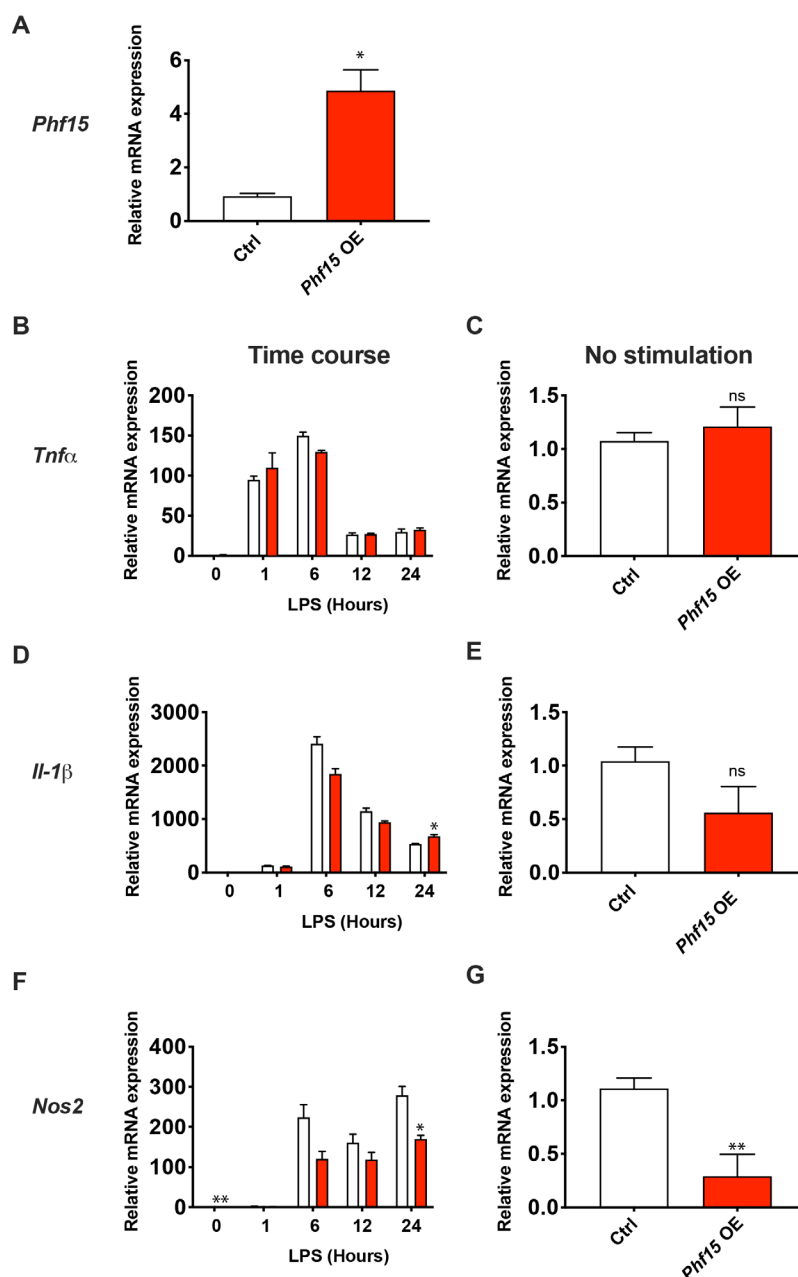 A
Phf15
Relative mRNA expression
6
4
2
0
*
Ctrl
Phf15 OE
B
Tnfα
Time course
Relative mRNA expression
200
150
100
50
0
0 1 6 12 24
LPS (Hours)
C
No stimulation
Relative mRNA expression
1.5
1.0
0.5
0.0
ns
Ctrl
Phf15 OE
D
Il-1β
Relative mRNA expression
3000
2000
1000
0
*
0 1 6 12 24
LPS (Hours)
E
Relative mRNA expression
1.5
1.0
0.5
0.0
ns
Ctrl
Phf15 OE
F
Nos2
Relative mRNA expression
400
300
200
100
0
**
*
0 1 6 12 24
LPS (Hours)
G
Relative mRNA expression
1.5
1.0
0.5
0.0
**
Ctrl
Phf15 OE